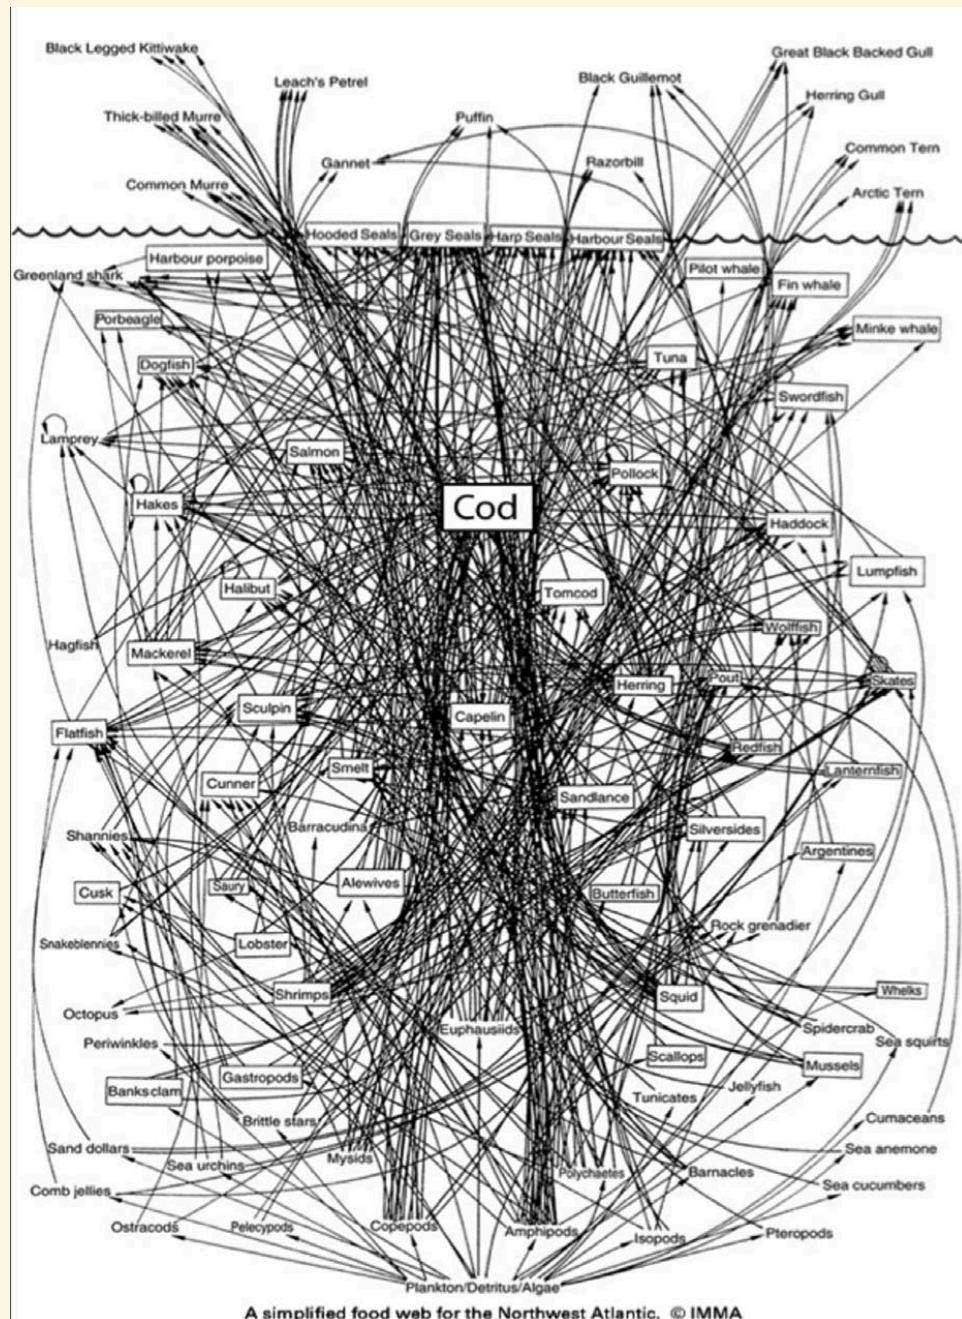 Black Legged Kittiwake
Great Black Backed Gull
Leach's Petrel
Black Guillemot
Herring Gull
Thick-billed Murre
Puffin
Common Tern
Gannet
Razorbill
Common Murre
Arctic Tern
Hooded Seals
Grey Seals
Harp Seals
Harbour Seals
Harbour porpoise
Greenland shark
Pilot whale
Fin whale
Porbeagle
Minke whale
Tuna
Dogfish
Swordfish
Lamprey
Salmon
Pollock
Hakes
Cod
Haddock
Lumpfish
Halibut
Tomcod
Wolffish
Hagfish
Mackerel
Herring
Pout
Skates
Sculpin
Capelin
Flatfish
Redfish
Smelt
Lanternfish
Cunner
Sandlance
Barracudina
Silversides
Shannies
Argentines
Cusk
Saury
Alewives
Butterfish
Rock grenadier
Snakeblennies
Lobster
Shrimps
Squid
Whelks
Octopus
Euphausiids
Spidercrab
Sea squirts
Periwinkles
Scallops
Mussels
Gastropods
Banksclam
Jellyfish
Tunicates
Brittle stars
Cumaceans
Sand dollars
Sea urchins
Mysids
Polychaetes
Barnacles
Sea anemone
Comb jellies
Sea cucumbers
Ostracods
Pelecypods
Copepods
Amphipods
Isopods
Pteropods
Plankton/Detritus/Algae
A simplified food web for the Northwest Atlantic. © IMMA